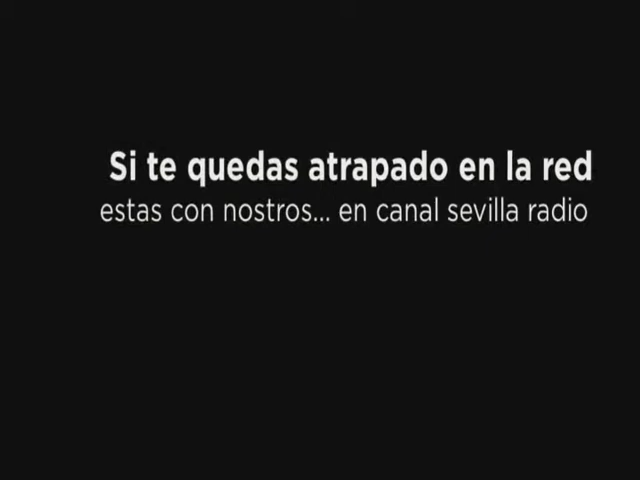 Si te quedas atrapado en la red
estas con nostros... en canal sevilla radio